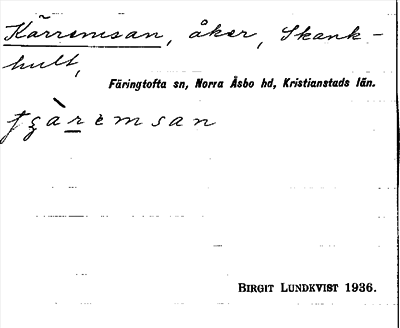 Kärremsan, åker, Skank-
hult,
Färingtofta sn, Norra Åsbo hd, Kristianstads län.
BIRGIT LUNDKVIST 1936.